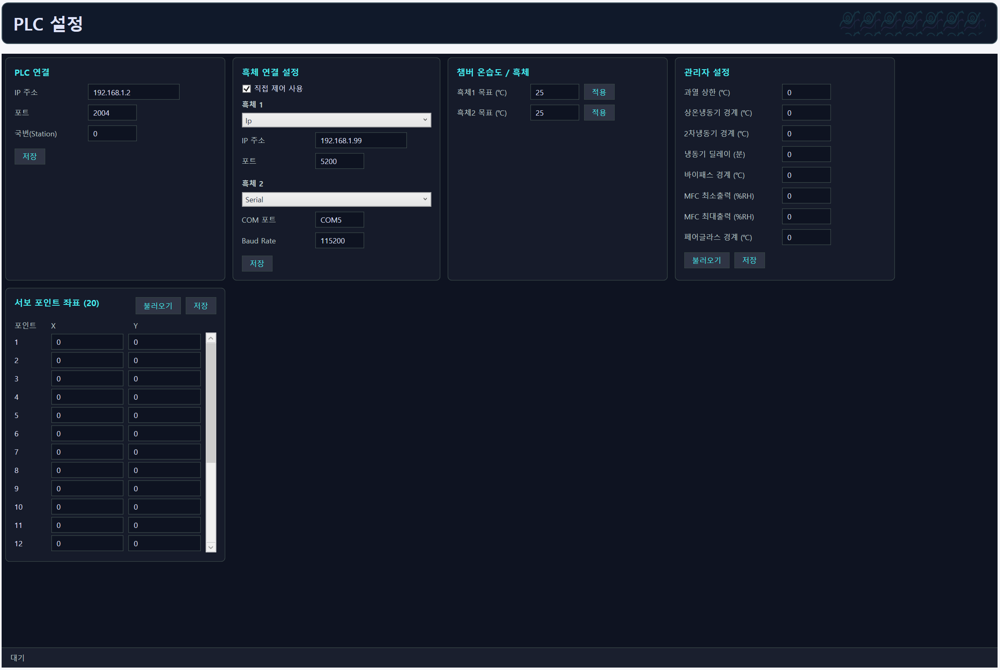 PLC 설정
PLC 연결
IP 주소 192.168.1.2
포트 2004
국번(Station) 0
저장
흑체 연결 설정
직접 제어 사용
흑체 1
Ip
IP 주소 192.168.1.99
포트 5200
흑체 2
Serial
COM 포트 COM5
Baud Rate 115200
저장
챔버 온습도 / 흑체
흑체1 목표 (℃) 25 적용
흑체2 목표 (℃) 25 적용
관리자 설정
과열 상한 (℃) 0
상온냉동기 경계 (℃) 0
2차냉동기 경계 (℃) 0
냉동기 딜레이 (분) 0
바이패스 경계 (℃) 0
MFC 최소출력 (%RH) 0
MFC 최대출력 (%RH) 0
페어글라스 경계 (℃) 0
불러오기 저장
서보 포인트 좌표 (20) 불러오기 저장
포인트 X Y
1 0 0
2 0 0
3 0 0
4 0 0
5 0 0
6 0 0
7 0 0
8 0 0
9 0 0
10 0 0
11 0 0
12 0 0
대기